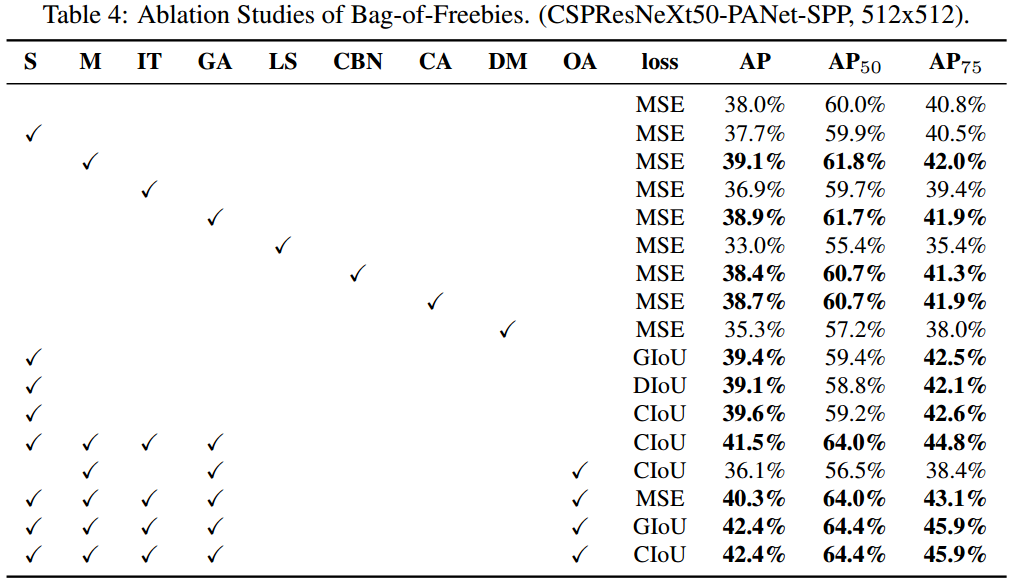 Table 4: Ablation Studies of Bag-of-Freebies. (CSPResNeXt50-PANet-SPP, 512x512).
S M IT GA LS CBN CA DM OA loss AP AP50 AP75
MSE 38.0% 60.0% 40.8%
✓ MSE 37.7% 59.9% 40.5%
✓ MSE 39.1% 61.8% 42.0%
✓ MSE 36.9% 59.7% 39.4%
✓ MSE 38.9% 61.7% 41.9%
✓ MSE 33.0% 55.4% 35.4%
✓ MSE 38.4% 60.7% 41.3%
✓ MSE 38.7% 60.7% 41.9%
✓ MSE 35.3% 57.2% 38.0%
✓ GIoU 39.4% 59.4% 42.5%
✓ DIoU 39.1% 58.8% 42.1%
✓ CIoU 39.6% 59.2% 42.6%
✓ ✓ ✓ ✓ CIoU 41.5% 64.0% 44.8%
✓ ✓ ✓ CIoU 36.1% 56.5% 38.4%
✓ ✓ ✓ ✓ ✓ MSE 40.3% 64.0% 43.1%
✓ ✓ ✓ ✓ ✓ GIoU 42.4% 64.4% 45.9%
✓ ✓ ✓ ✓ ✓ CIoU 42.4% 64.4% 45.9%